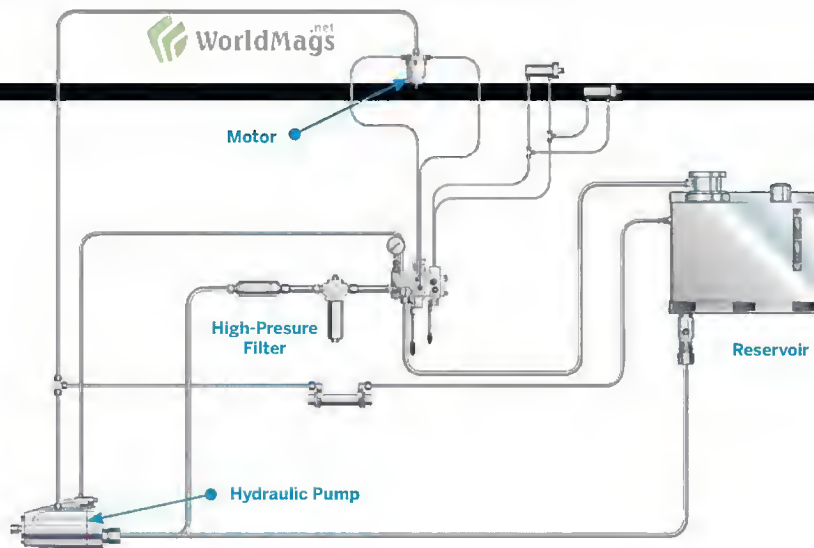 WorldMags.net
Motor
High-Presure
Filter
Reservoir
Hydraulic Pump